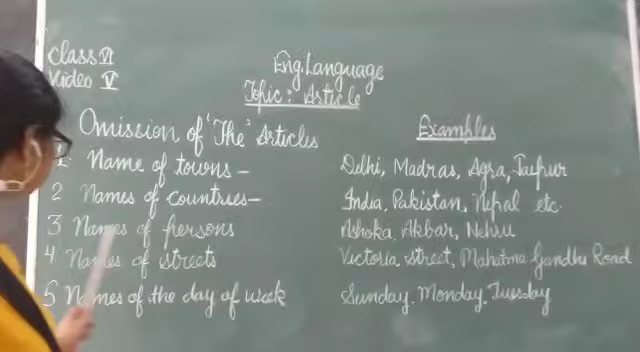 Class VI
Video V
Eng. Language
Topic: Article
Omission of 'The' Articles
Examples
1. Name of towns - Delhi, Madras, Agra, Jaipur
2 Names of countries- India, Pakistan, Nepal etc.
3 Names of persons Ashoka, Akbar, Nehru
4 Names of streets Victoria street, Mahatma Gandhi Road
5 Names of the day of week Sunday, Monday, Tuesday